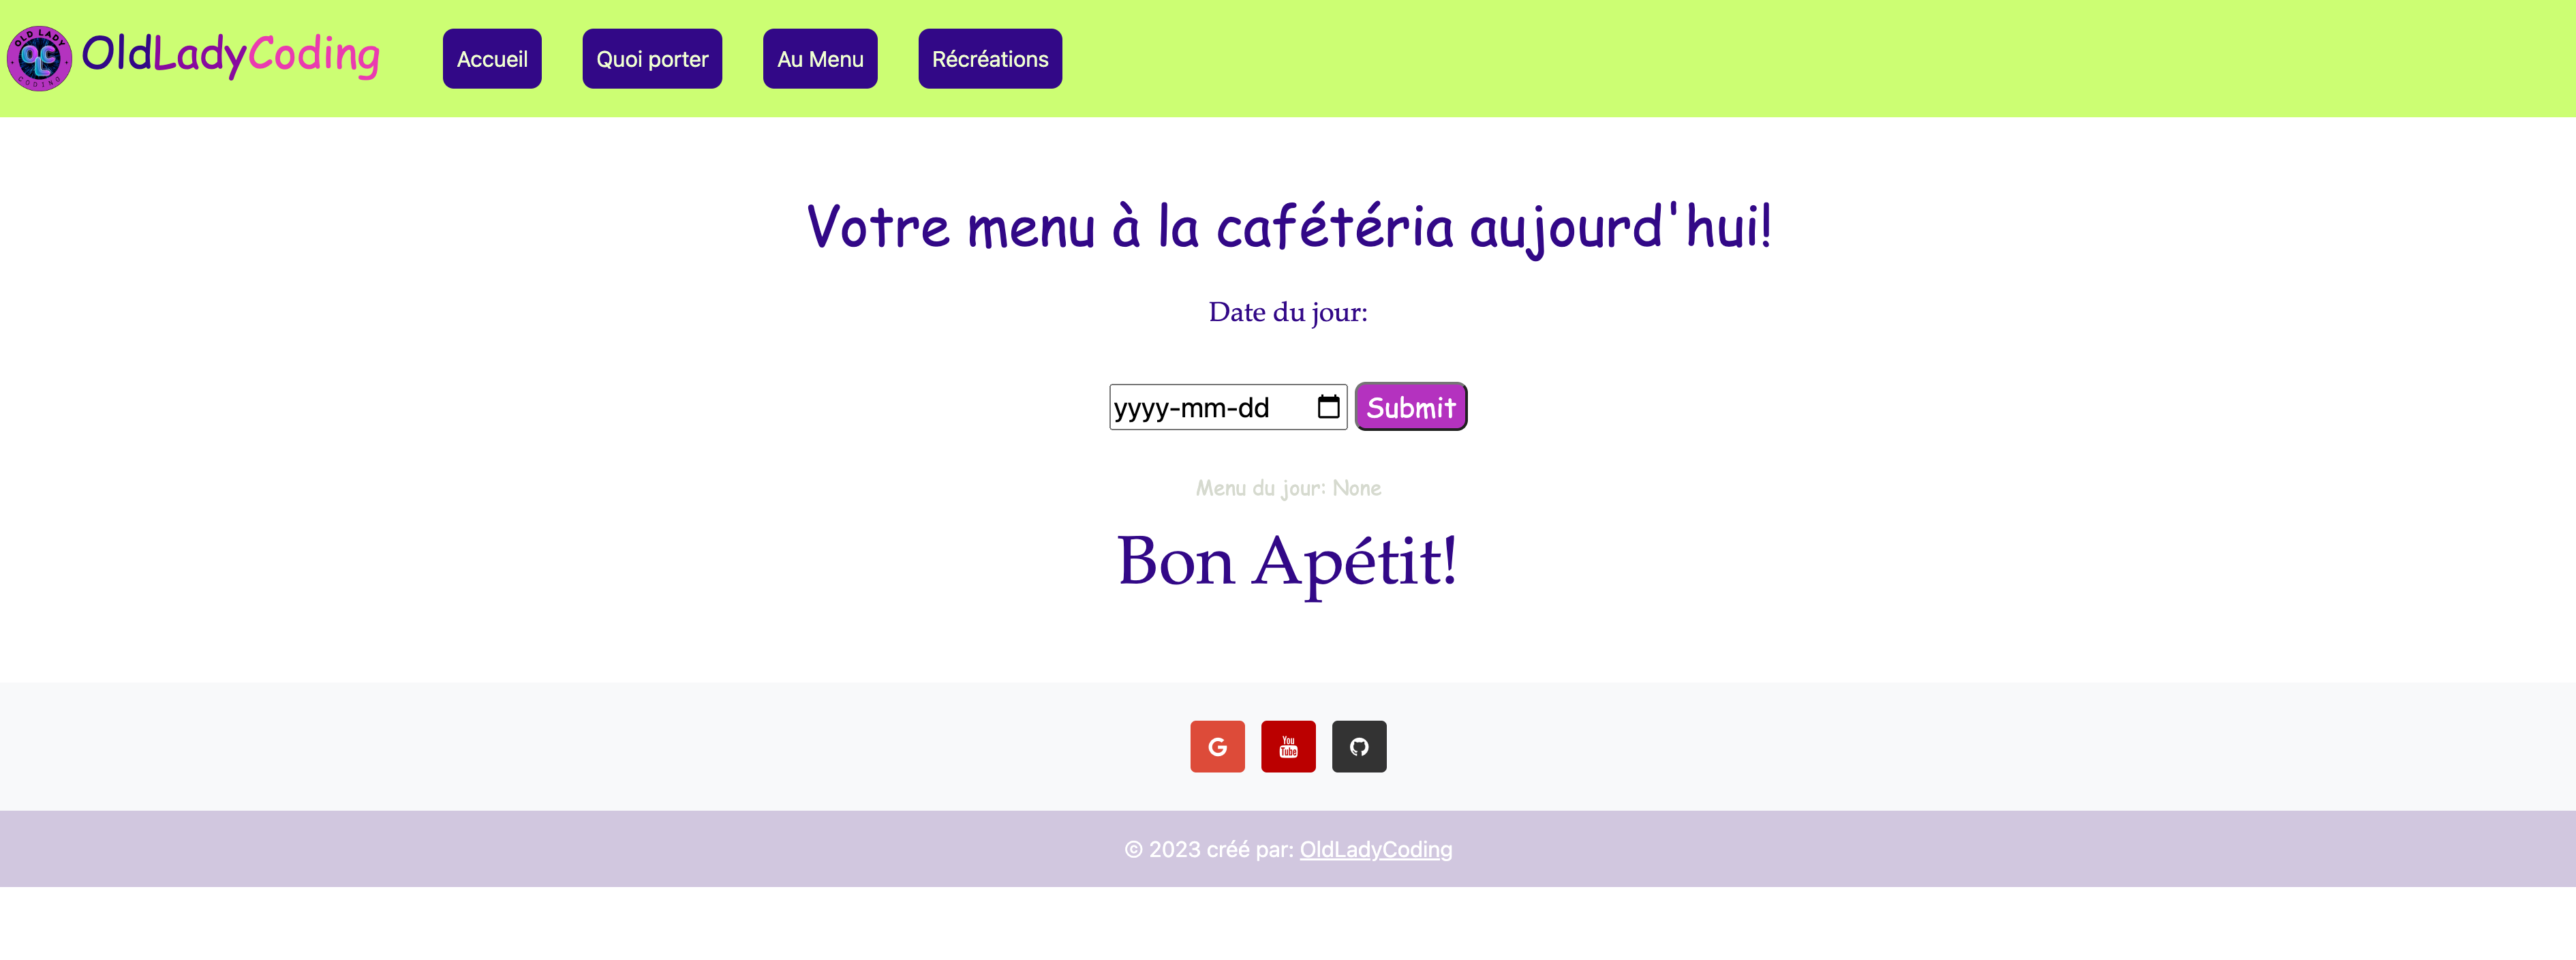 OLD LADY
OLC
CODING
OldLadyCoding
Accueil
Quoi porter
Au Menu
Récréations
Votre menu à la cafétéria aujourd'hui!
Date du jour:
yyyy-mm-dd
Submit
Menu du jour: None
Bon Apétit!
G
You
Tube
© 2023 créé par: OldLadyCoding